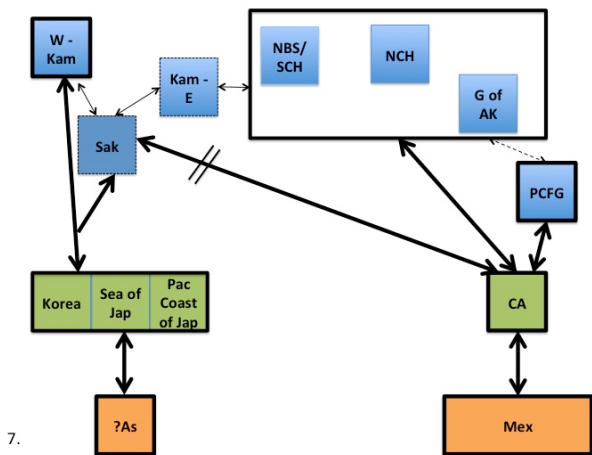 W -
Kam
NBS/
SCH
NCH
Kam -
E
G of
AK
Sak
PCFG
Korea
Sea of
Jap
Pac
Coast
of Jap
CA
?As
Mex
7.